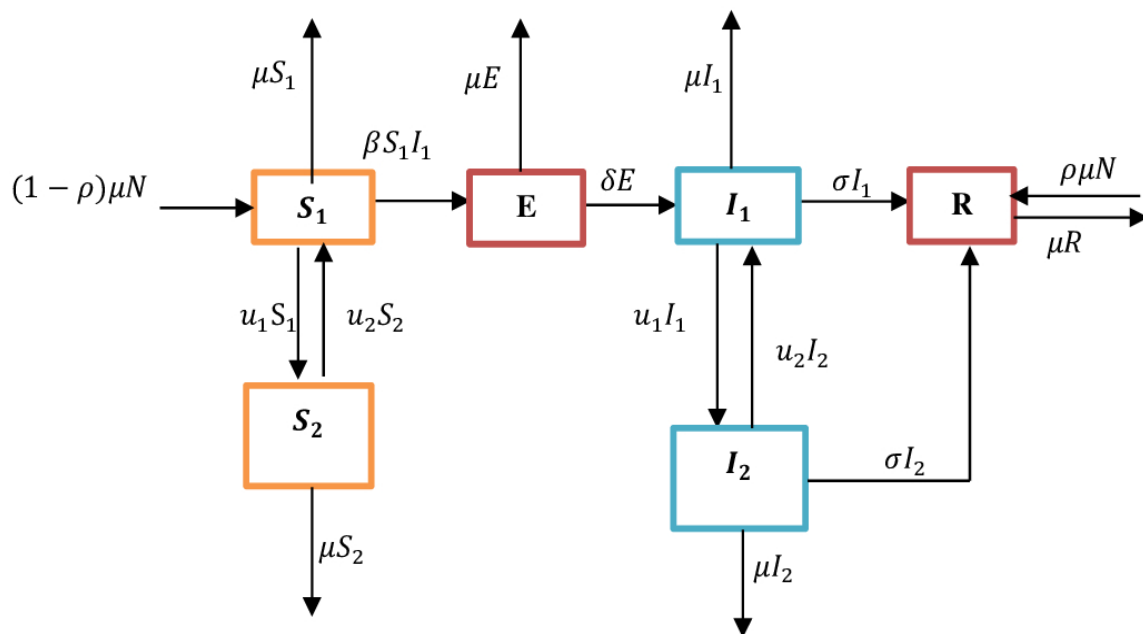 μS₁
μE
μI₁
βS₁I₁
(1 − ρ)μN
S₁
E
δE
I₁
σI₁
R
ρμN
μR
u₁S₁
u₂S₂
u₁I₁
u₂I₂
S₂
I₂
σI₂
μS₂
μI₂